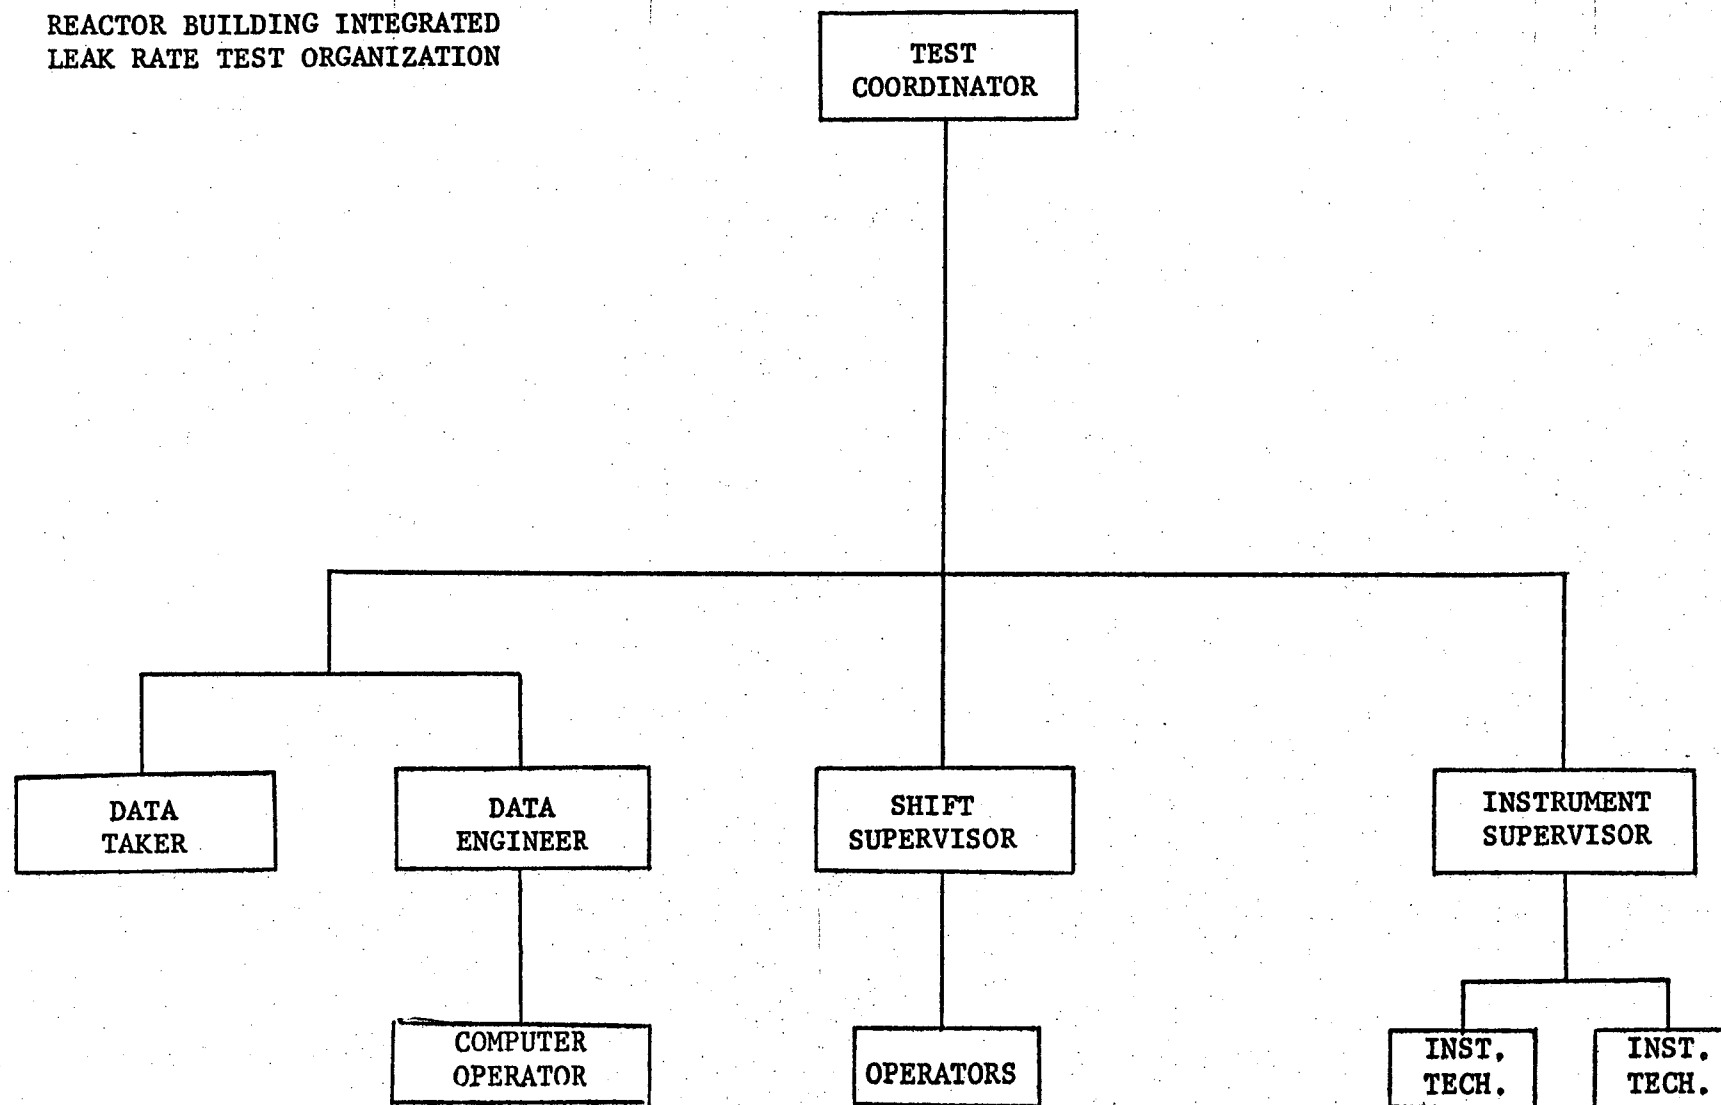 REACTOR BUILDING INTEGRATED
LEAK RATE TEST ORGANIZATION
TEST
COORDINATOR
DATA
TAKER
DATA
ENGINEER
SHIFT
SUPERVISOR
INSTRUMENT
SUPERVISOR
COMPUTER
OPERATOR
OPERATORS
INST.
TECH.
INST.
TECH.